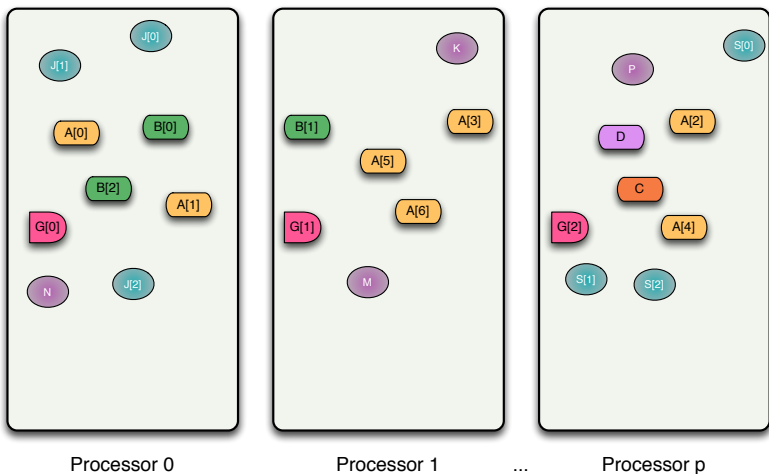 J[0]
J[1]
A[0]
B[0]
B[2]
A[1]
G[0]
N
J[2]
Processor 0
K
B[1]
A[3]
A[5]
A[6]
G[1]
M
Processor 1
...
S[0]
P
D
A[2]
C
G[2]
A[4]
S[1]
S[2]
Processor p